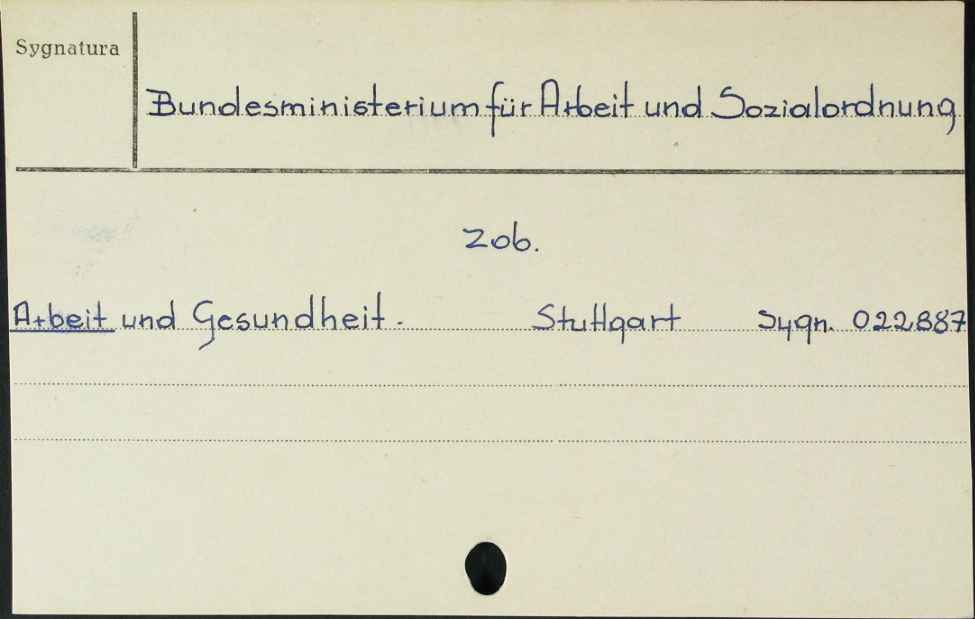 Sygnatura
Bundesministerium für Arbeit und Sozialordnung
zob.
Arbeit und Gesundheit. Stuttgart Sygn. 022887